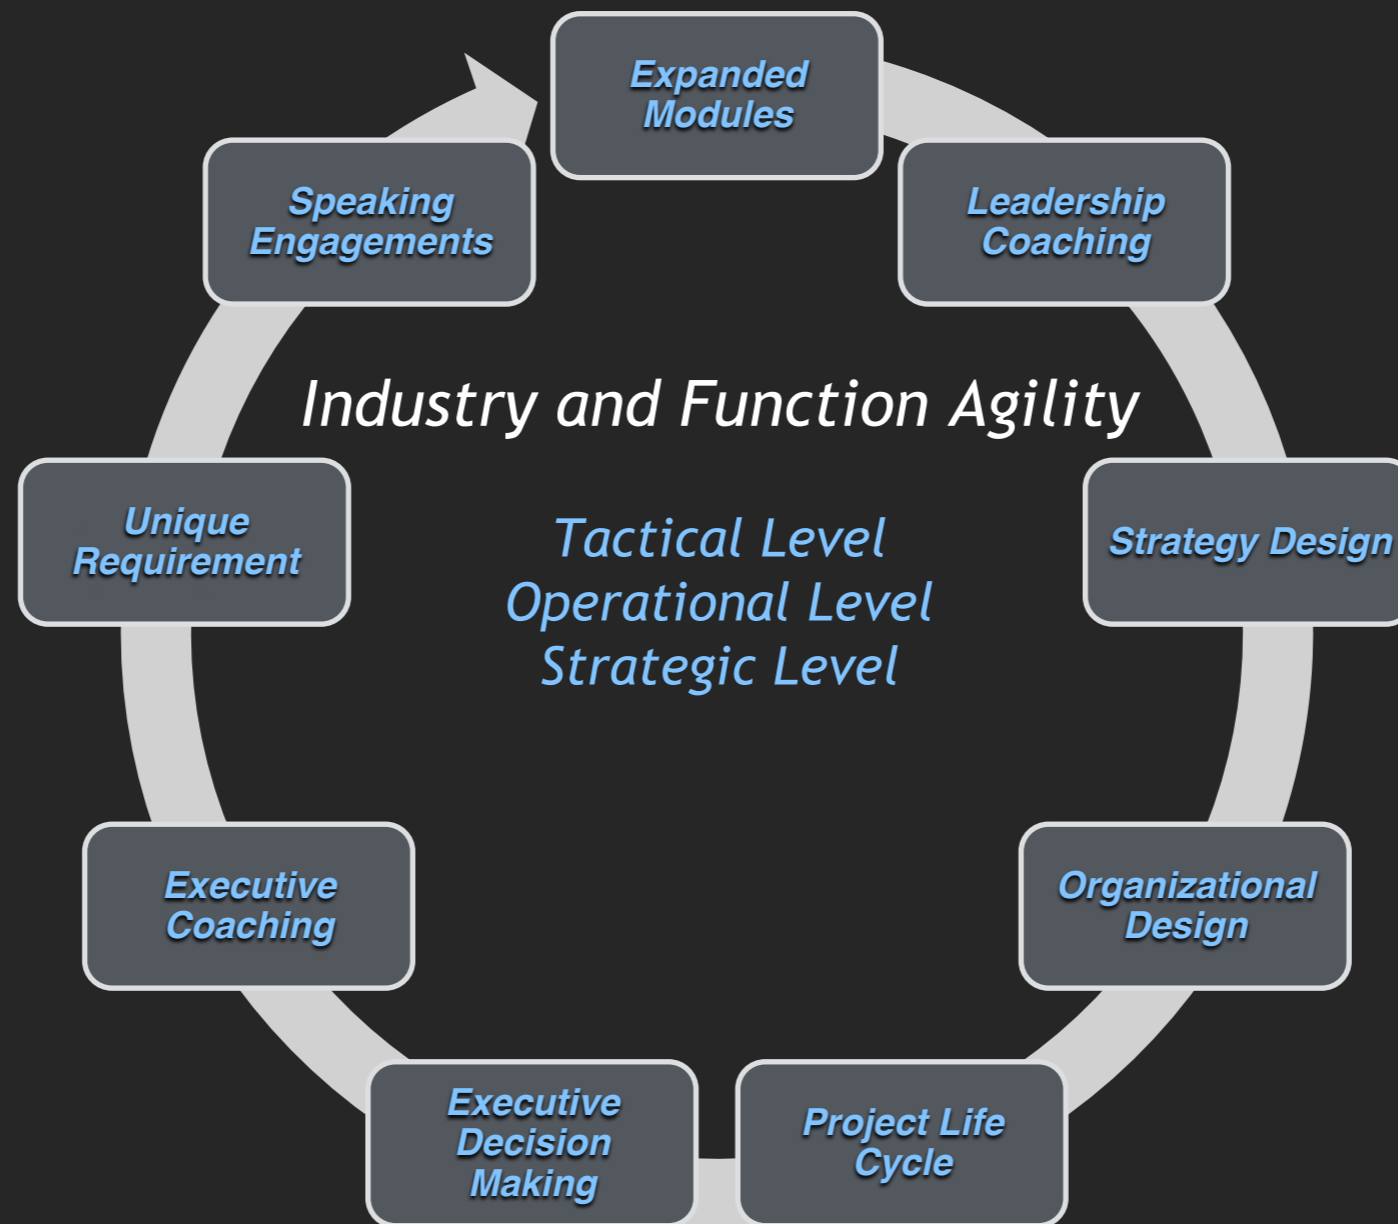 Expanded
Modules
Leadership
Coaching
Strategy Design
Organizational
Design
Project Life
Cycle
Executive
Decision
Making
Executive
Coaching
Unique
Requirement
Speaking
Engagements
Industry and Function Agility
Tactical Level
Operational Level
Strategic Level